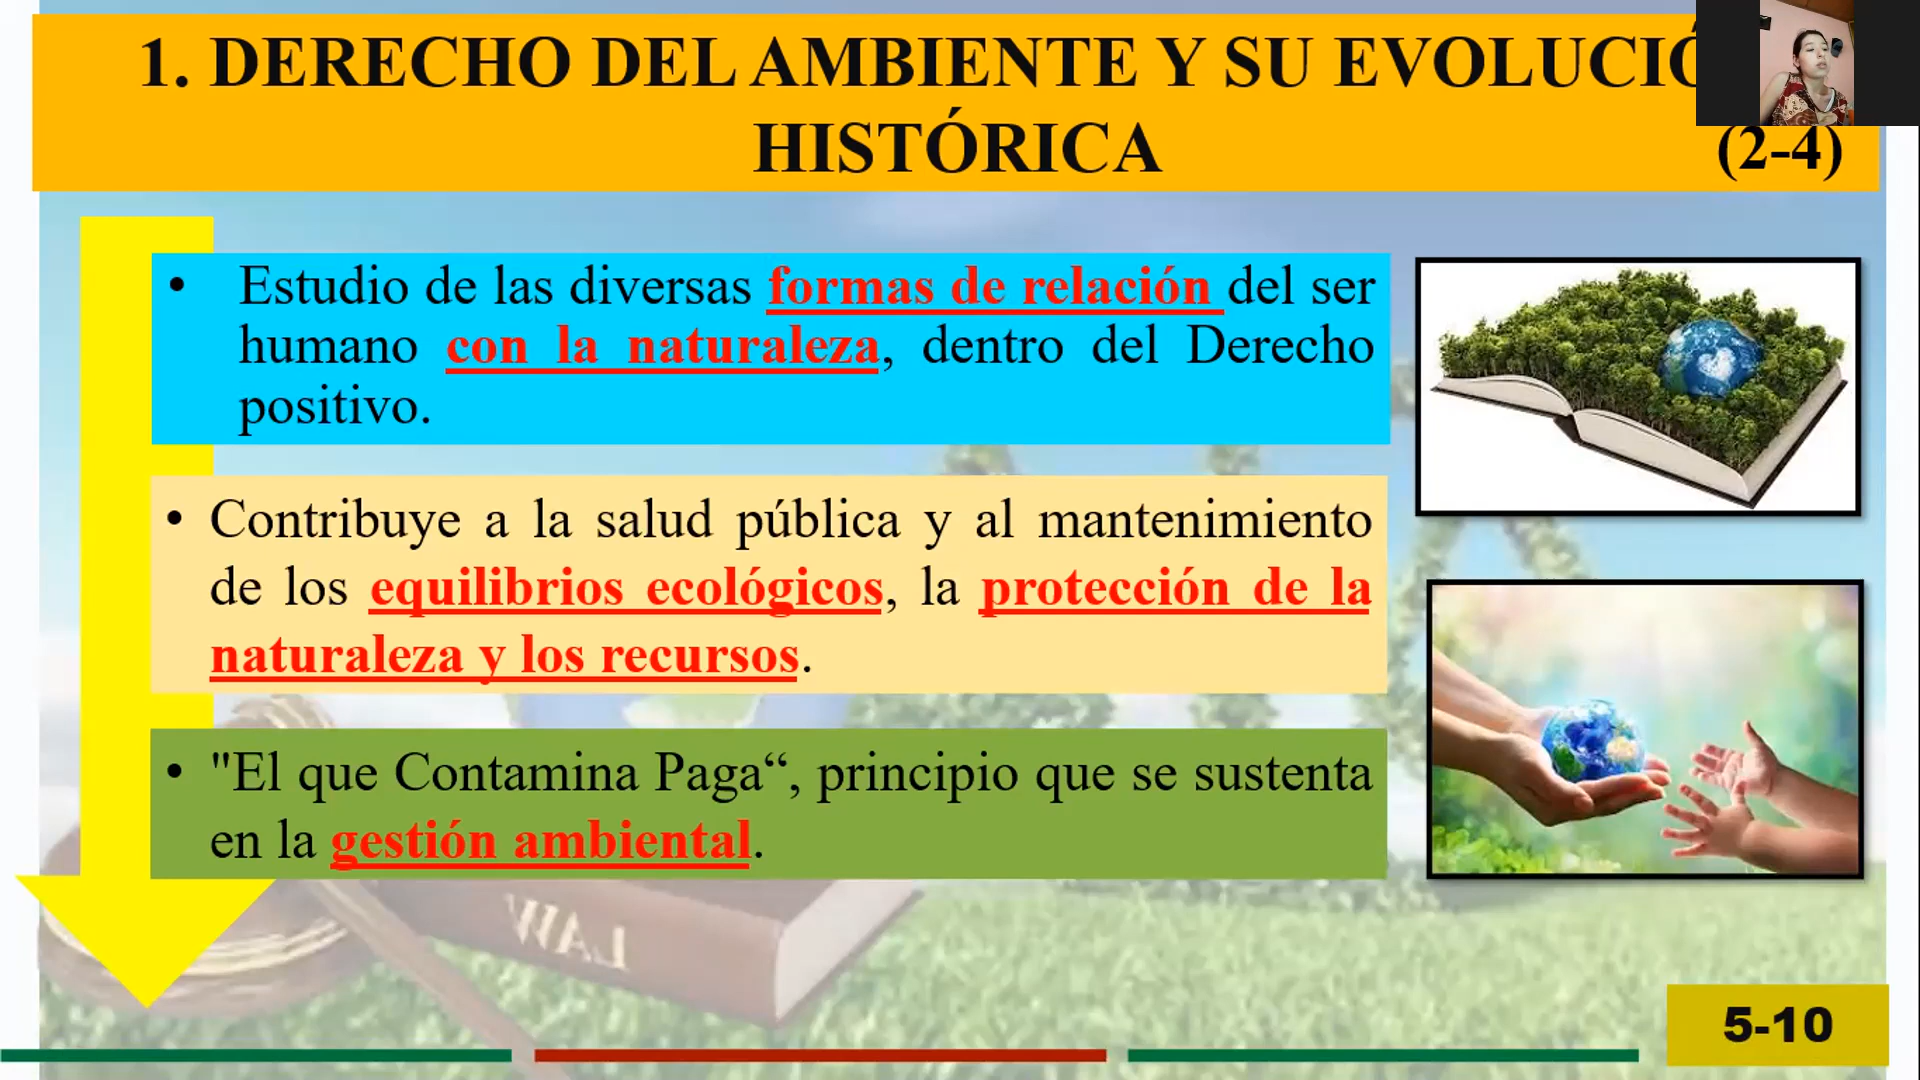 1. DERECHO DEL AMBIENTE Y SU
HISTÓRICA
(2-4)
• Estudio de las diversas formas de relación del ser
humano con la naturaleza, dentro del Derecho
positivo.
• Contribuye a la salud pública y al mantenimiento
de los equilibrios ecológicos, la protección de la
naturaleza y los recursos.
• "El que Contamina Paga“, principio que se sustenta
en la gestión ambiental.
LAW
5-10